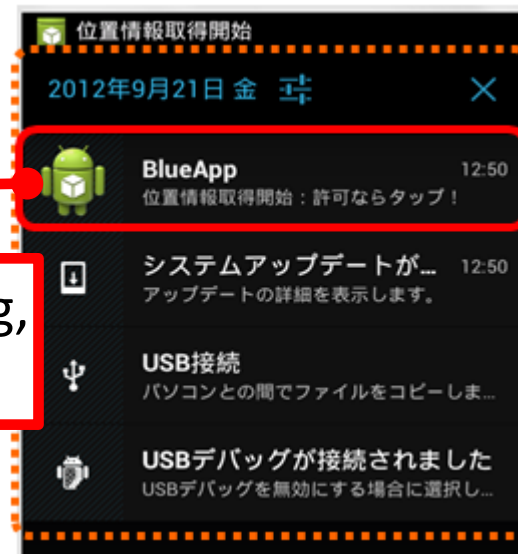 位置情報取得開始
2012年9月21日 金
BlueApp 12:50
位置情報取得開始：許可ならタップ！
システムアップデートが... 12:50
アップデートの詳細を表示します。
g,
USB接続
パソコンとの間でファイルをコピーしま...
USBデバッグが接続されました
USBデバッグを無効にする場合に選択し...